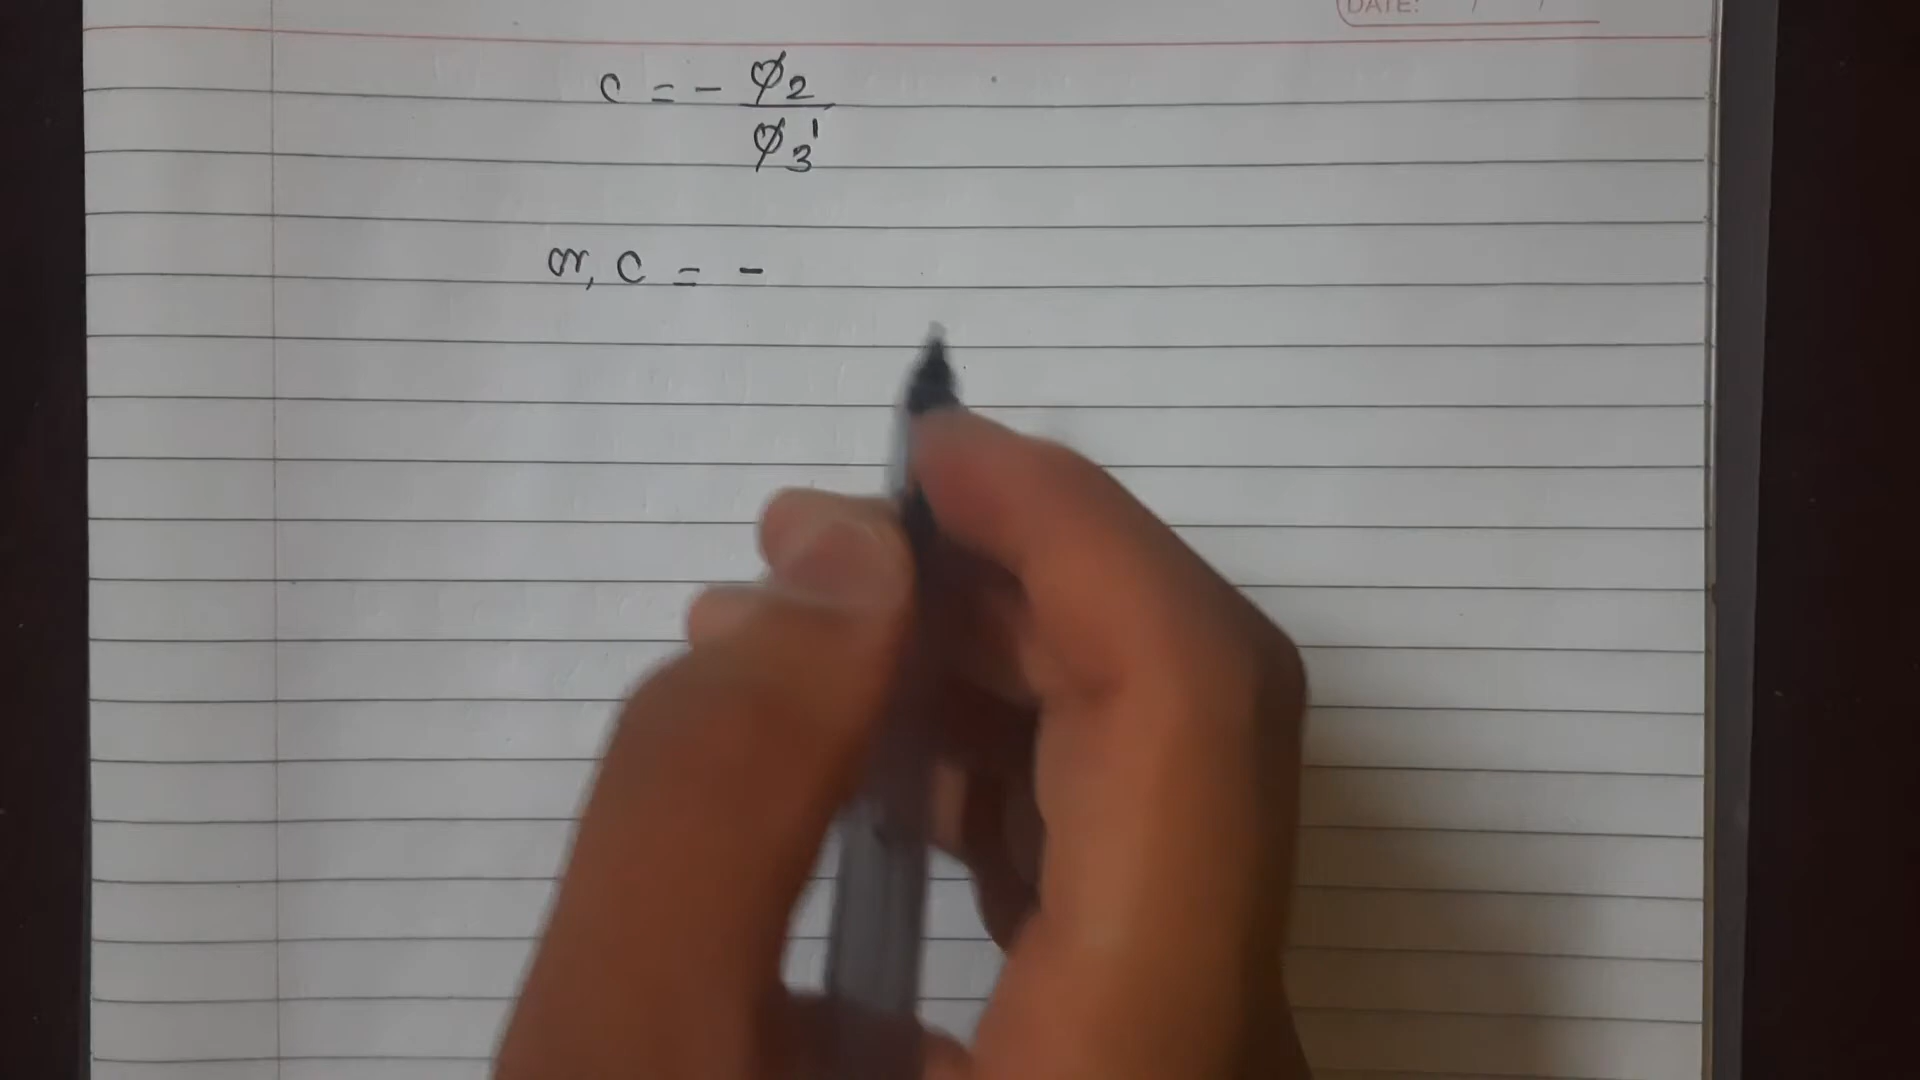 DATE: / /
c = - φ2 / φ3'
or, c = -